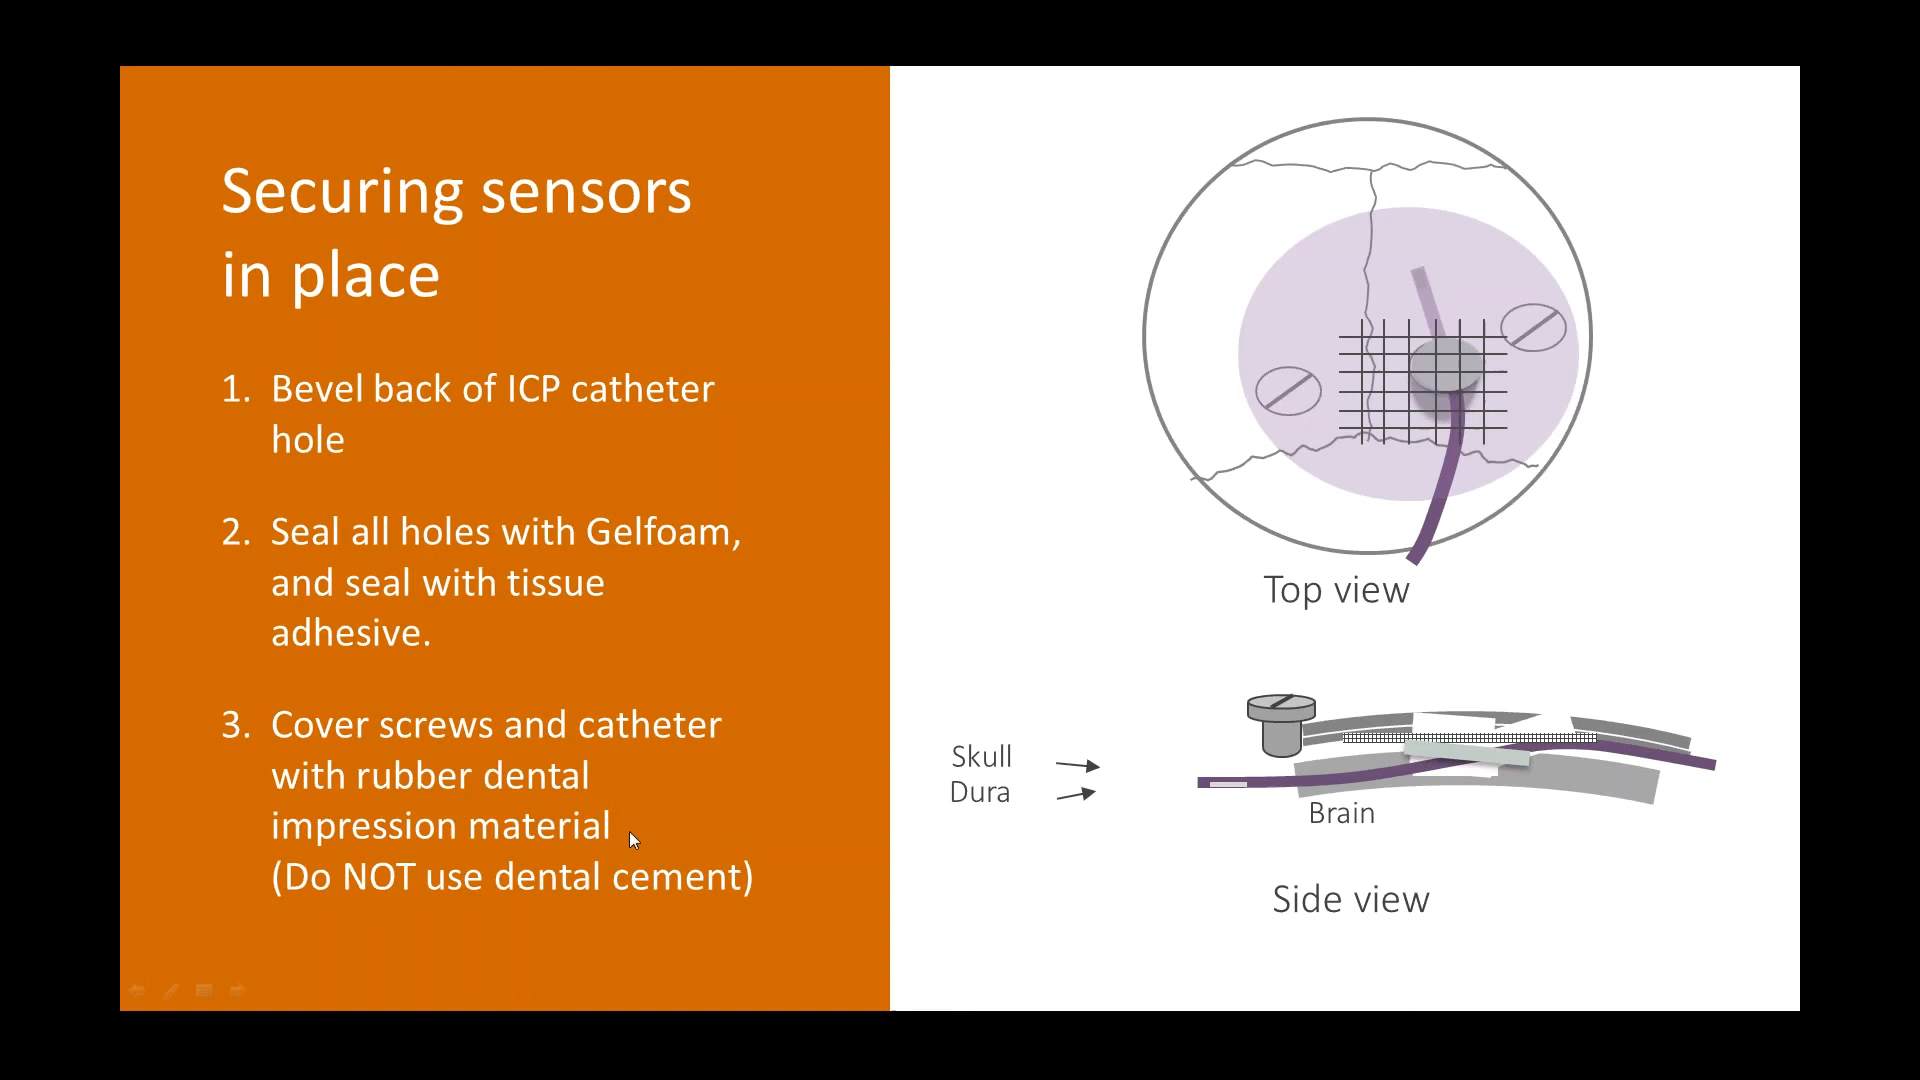 Securing sensors
in place
1. Bevel back of ICP catheter
hole
2. Seal all holes with Gelfoam,
and seal with tissue
adhesive.
3. Cover screws and catheter
with rubber dental
impression material
(Do NOT use dental cement)
Top view
Skull
Dura
Brain
Side view